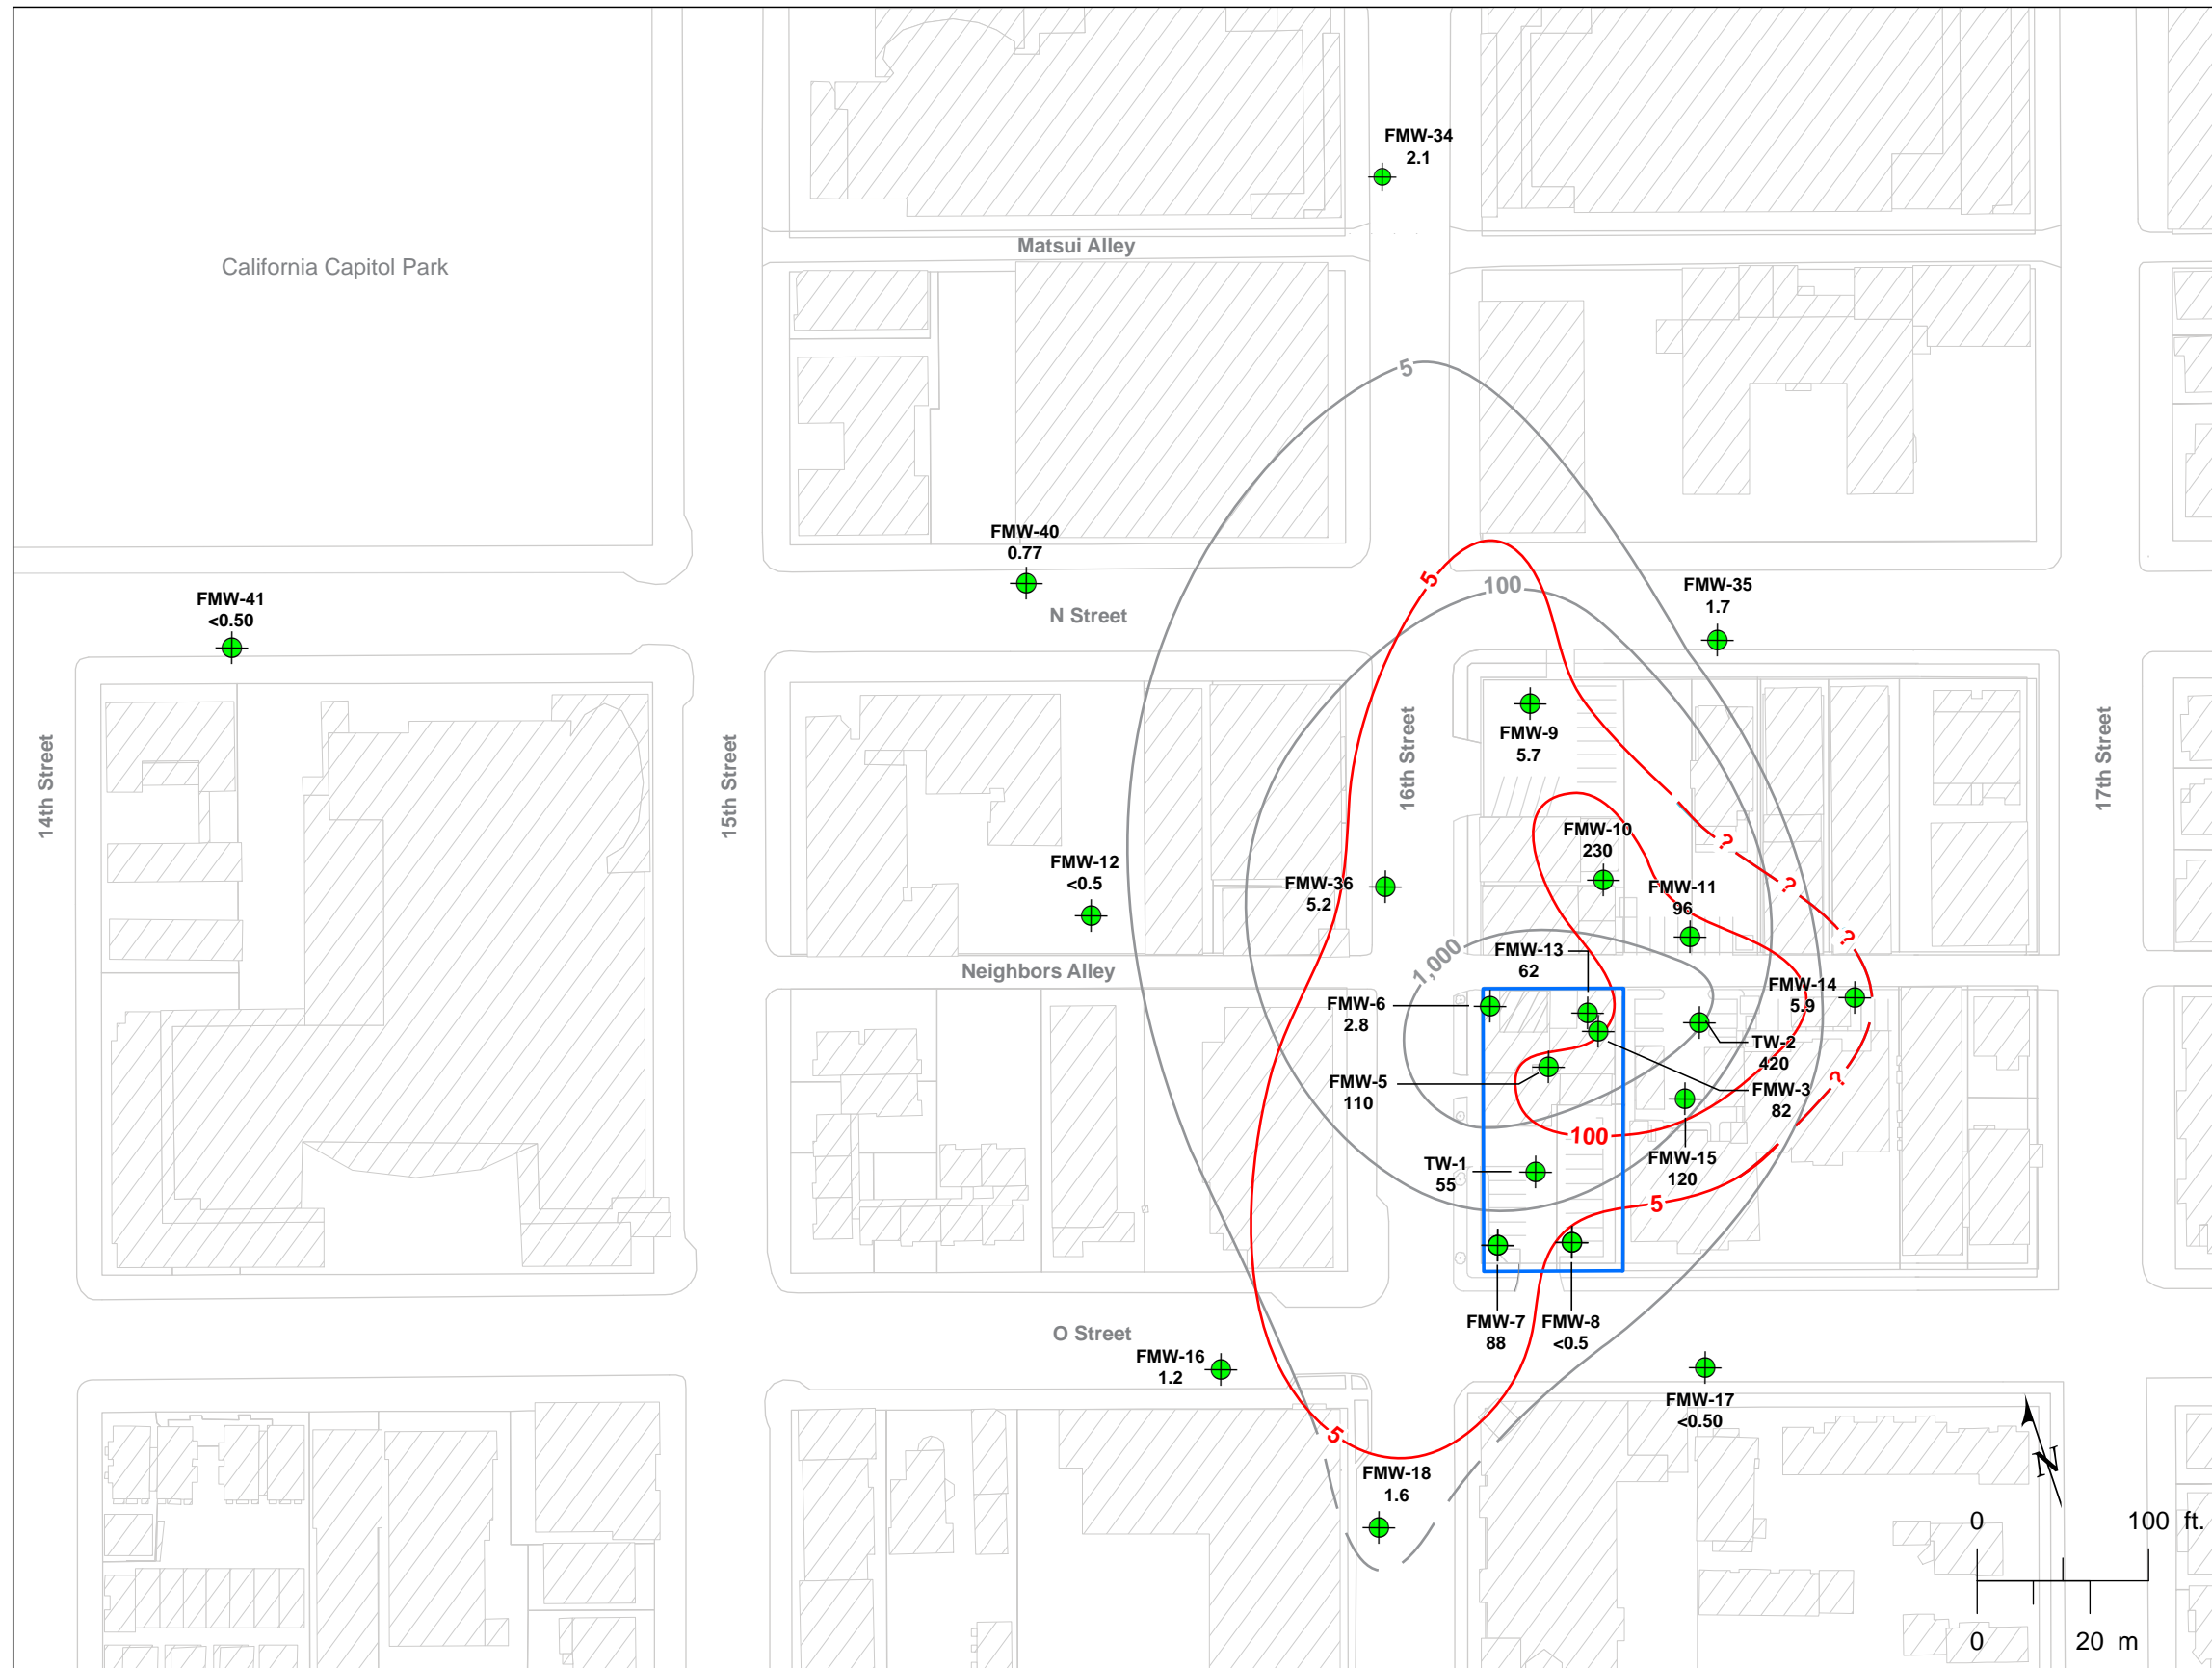 FMW-34
2.1
Matsui Alley
California Capitol Park
5
FMW-40
0.77
5
100
FMW-35
1.7
FMW-41
<0.50
N Street
14th Street
15th Street
16th Street
17th Street
FMW-9
5.7
FMW-10
230
?
FMW-12
<0.5
FMW-36
5.2
FMW-11
96
?
?
1,000
FMW-13
62
Neighbors Alley
FMW-14
5.9
FMW-6
2.8
TW-2
420
FMW-5
110
FMW-3
82
?
100
TW-1
55
FMW-15
120
5
FMW-7
88
FMW-8
<0.5
O Street
FMW-16
1.2
FMW-17
<0.50
5
FMW-18
1.6
N
0 100 ft.
0 20 m